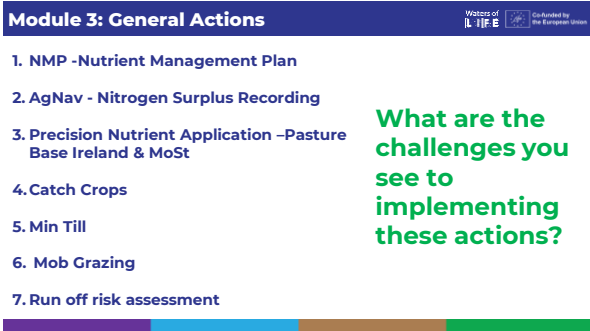 Module 3: General Actions
Waters of
LIFE
Co-funded by
the European Union
1. NMP -Nutrient Management Plan
2. AgNav - Nitrogen Surplus Recording
3. Precision Nutrient Application –Pasture
Base Ireland & MoSt
4. Catch Crops
5. Min Till
6. Mob Grazing
7. Run off risk assessment
What are the
challenges you
see to
implementing
these actions?